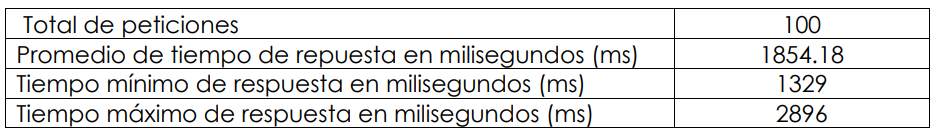 Total de peticiones 100
Promedio de tiempo de repuesta en milisegundos (ms) 1854.18
Tiempo mínimo de respuesta en milisegundos (ms) 1329
Tiempo máximo de respuesta en milisegundos (ms) 2896